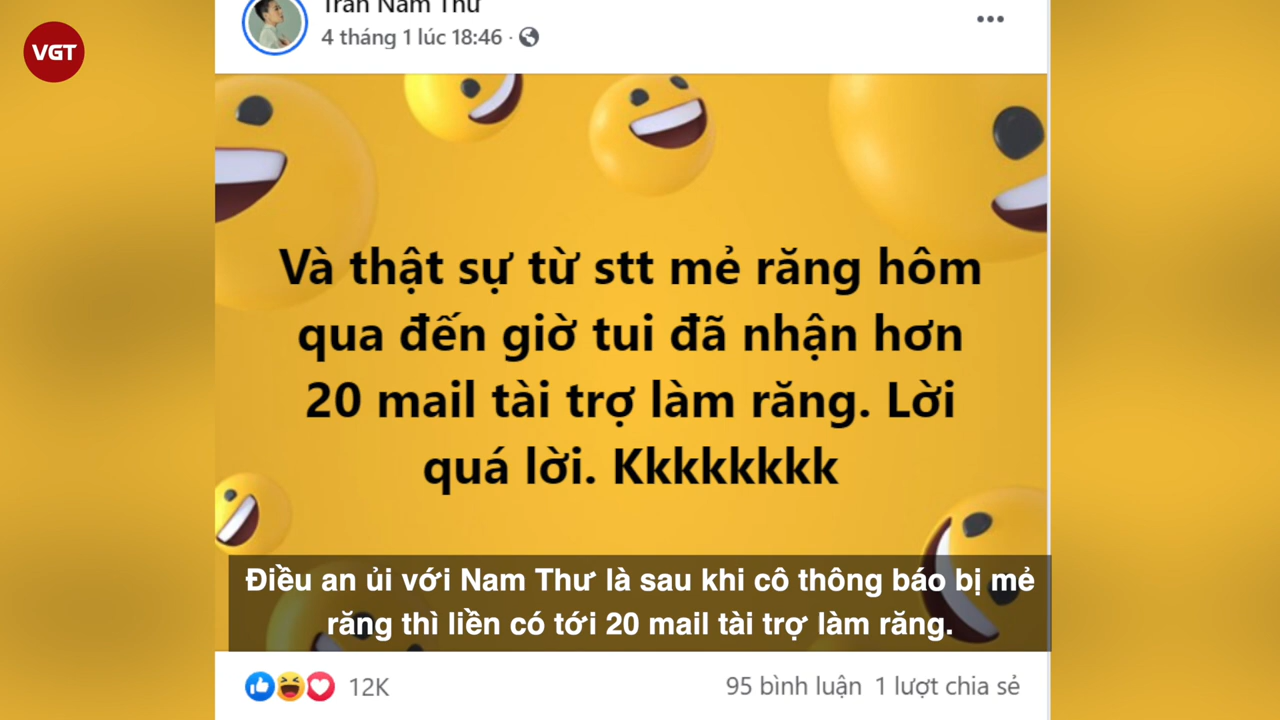 VGT
Trần Nam Thư
4 tháng 1 lúc 18:46 ·
Và thật sự từ stt mẻ răng hôm
qua đến giờ tui đã nhận hơn
20 mail tài trợ làm răng. Lời
quá lời. Kkkkkkkk
Điều an ủi với Nam Thư là sau khi cô thông báo bị mẻ
răng thì liền có tới 20 mail tài trợ làm răng.
12K
95 bình luận 1 lượt chia sẻ